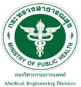 กระทรวงสาธารณสุข
MINISTRY OF PUBLIC HEALTH
กองวิศวกรรมการแพทย์
Medical Engineering Division